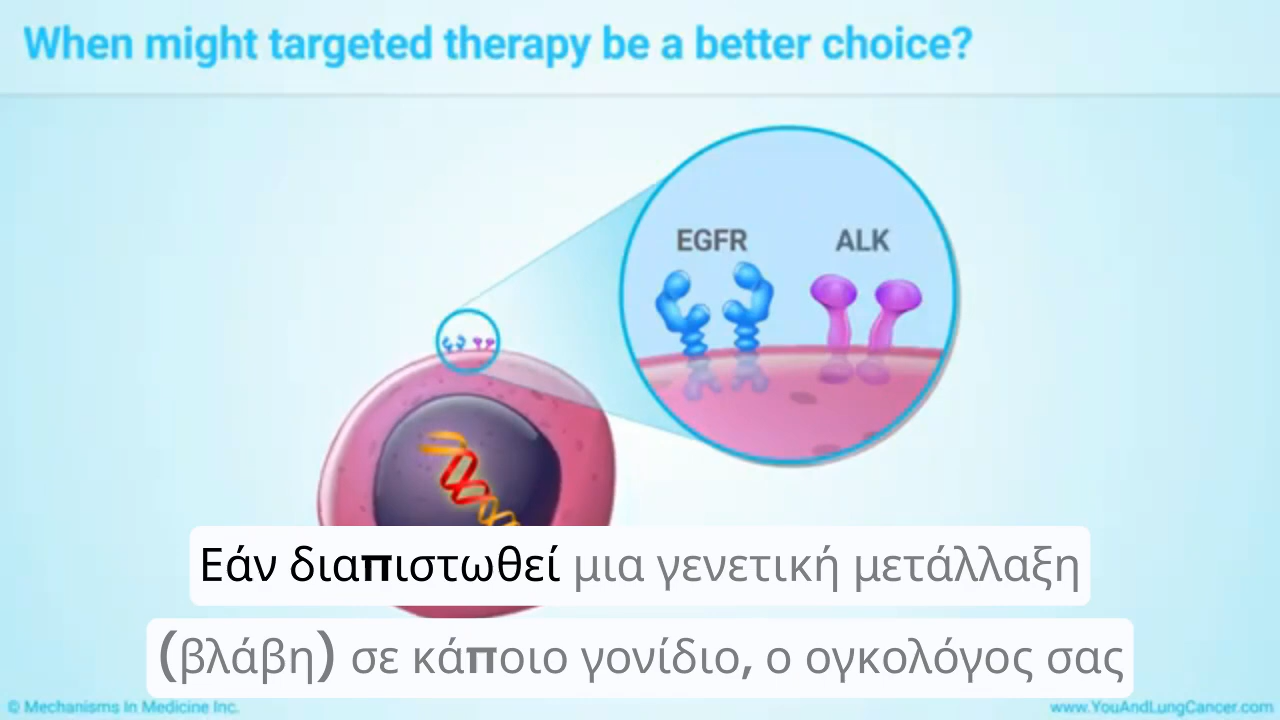 When might targeted therapy be a better choice?
EGFR ALK
Εάν διαπιστωθεί μια γενετική μετάλλαξη
(βλάβη) σε κάποιο γονίδιο, ο ογκολόγος σας
© Mechanisms In Medicine Inc. www.YouAndLungCancer.com